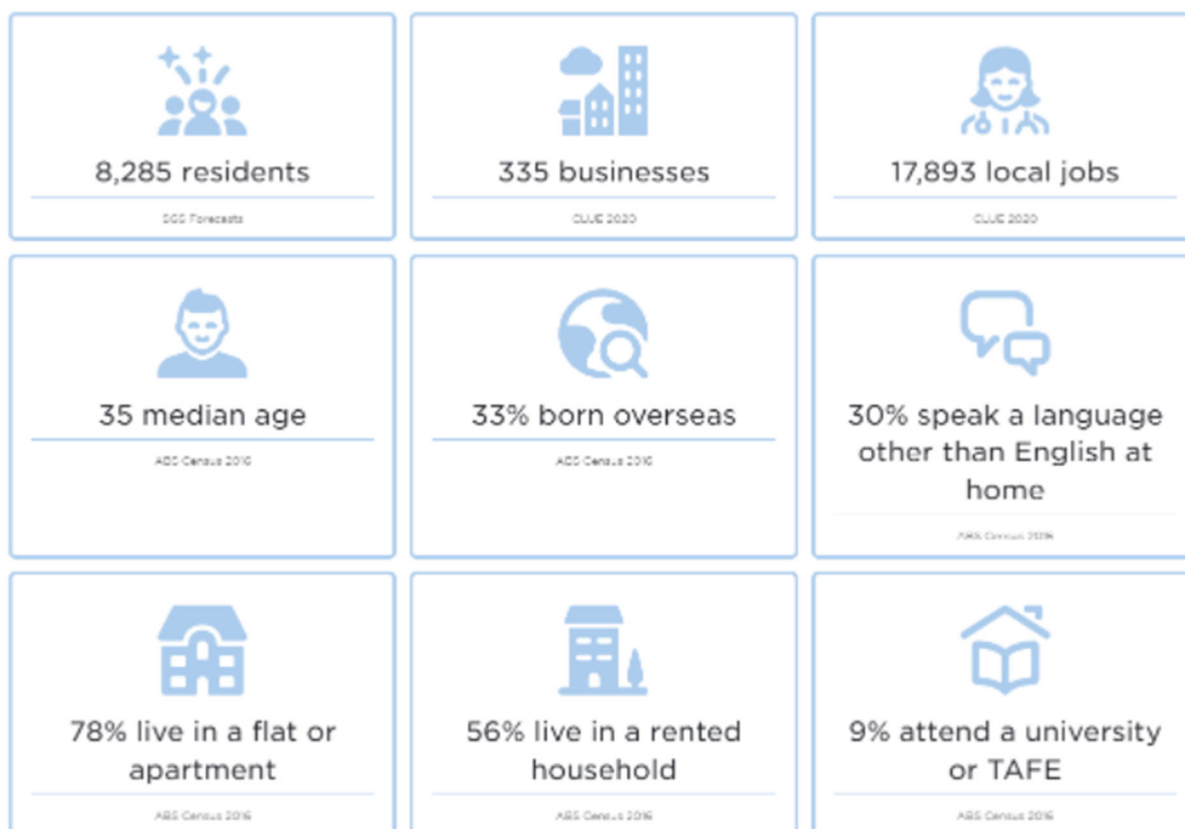 8,285 residents
SGS Forecasts
335 businesses
CLUE 2020
17,893 local jobs
CLUE 2020
35 median age
ABS Census 2016
33% born overseas
ABS Census 2016
30% speak a language
other than English at
home
ABS Census 2016
78% live in a flat or
apartment
ABS Census 2016
56% live in a rented
household
ABS Census 2016
9% attend a university
or TAFE
ABS Census 2016